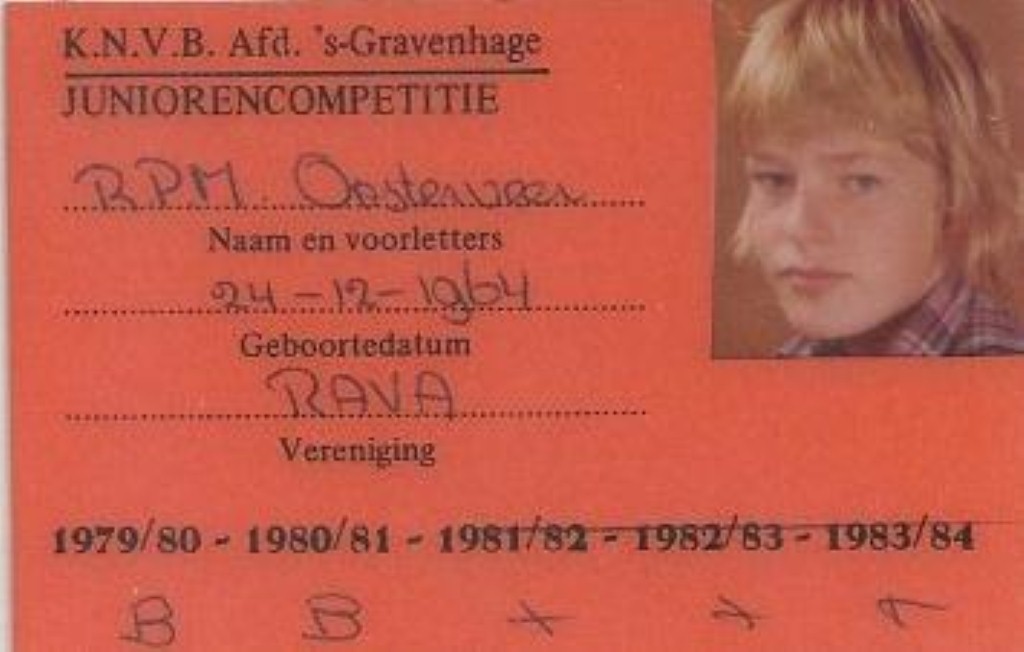 K.N.V.B. Afd. 's-Gravenhage
JUNIORENCOMPETITIE
R.P.M. Oosterveer
Naam en voorletters
24-12-1964
Geboortedatum
RAVA
Vereniging
1979/80 - 1980/81 - 1981/82 - 1982/83 - 1983/84
B B + +